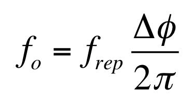 f_o = f_rep Δϕ / 2π